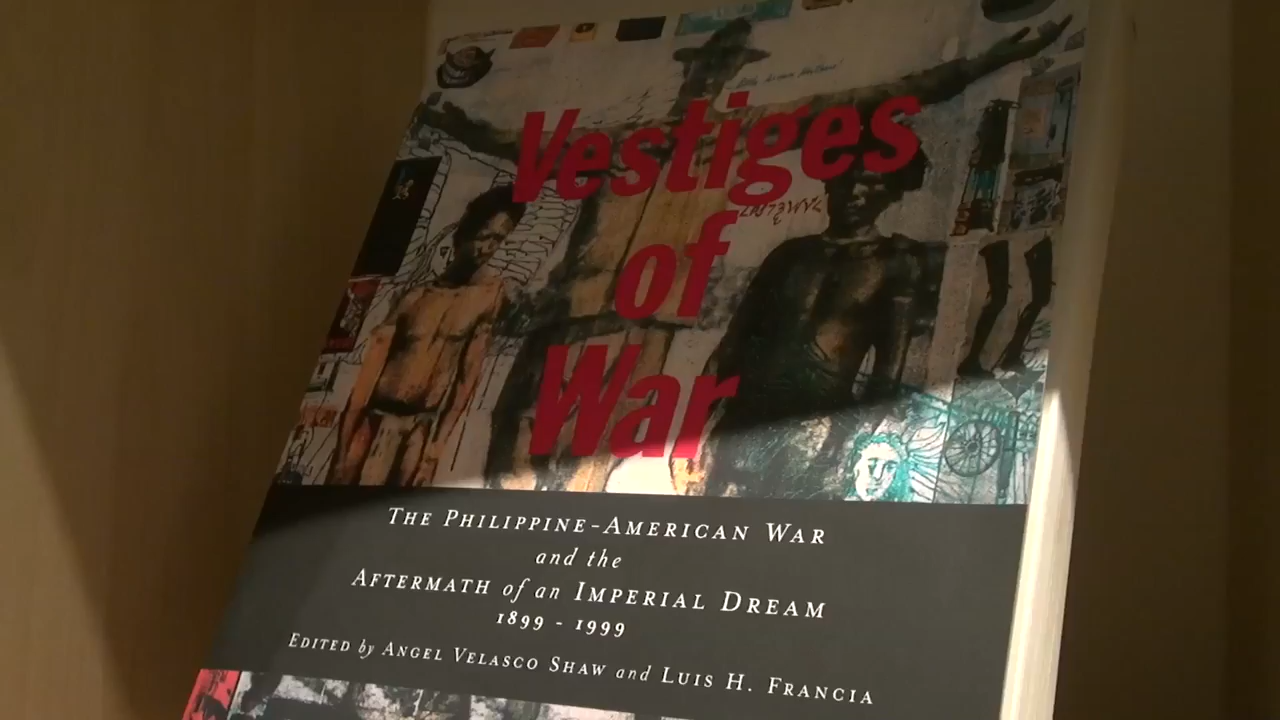 Vestiges
of
War
THE PHILIPPINE-AMERICAN WAR
and the
AFTERMATH of an IMPERIAL DREAM
1899 - 1999
EDITED by ANGEL VELASCO SHAW and LUIS H. FRANCIA